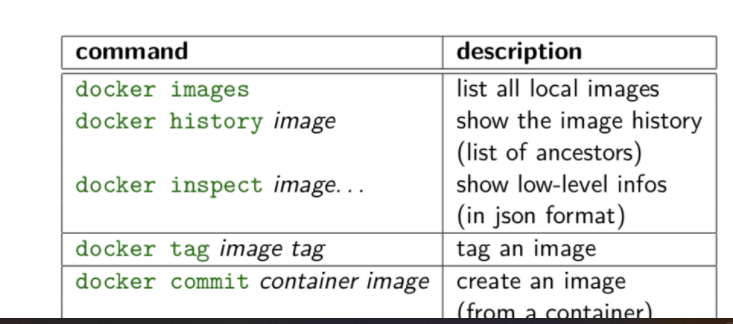 command description
docker images list all local images
docker history image show the image history
(list of ancestors)
docker inspect image... show low-level infos
(in json format)
docker tag image tag tag an image
docker commit container image create an image
(from a container)